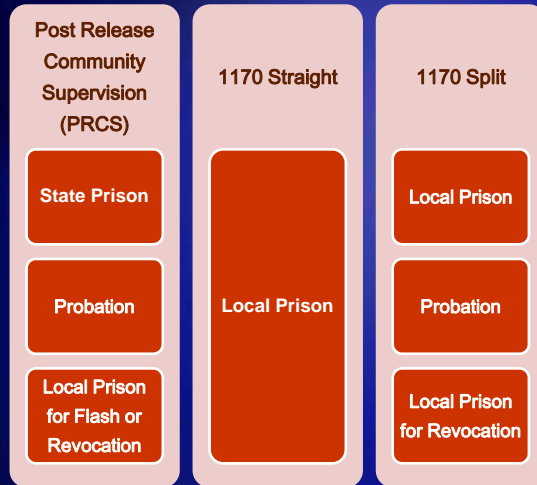 Post Release
Community
Supervision
(PRCS)
State Prison
Probation
Local Prison
for Flash or
Revocation
1170 Straight
Local Prison
1170 Split
Local Prison
Probation
Local Prison
for Revocation